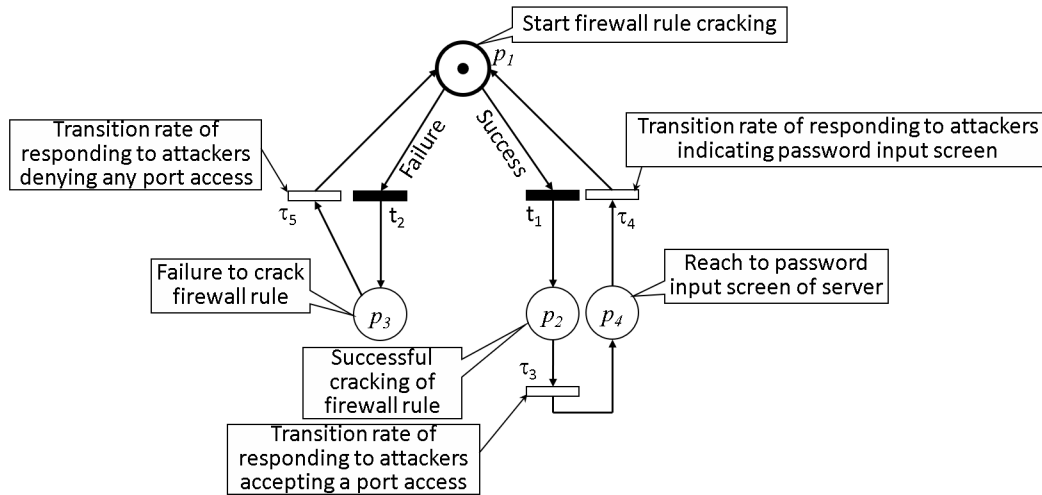 Start firewall rule cracking
p1
Transition rate of
responding to attackers
denying any port access
Failure
Success
Transition rate of responding to attackers
indicating password input screen
τ5
t2
t1
τ4
Failure to crack
firewall rule
Reach to password
input screen of server
p3
p2
p4
Successful
cracking of
firewall rule
τ3
Transition rate of
responding to attackers
accepting a port access